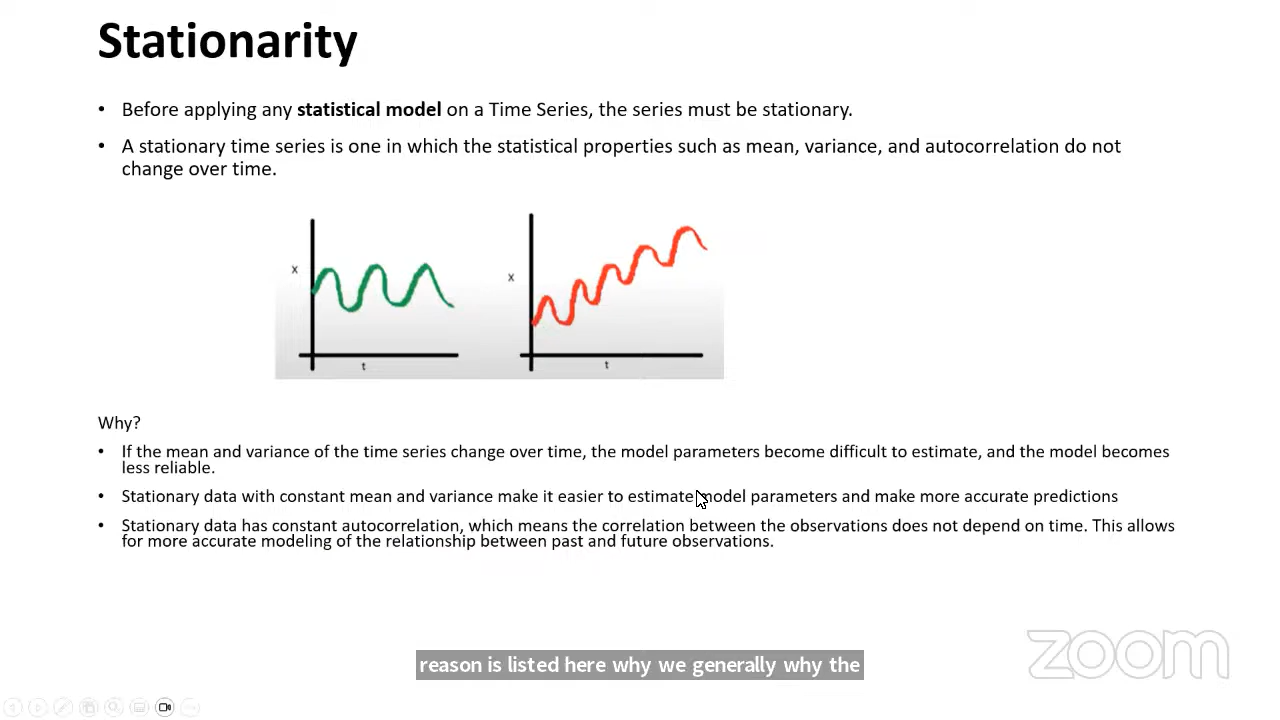 Stationarity
• Before applying any statistical model on a Time Series, the series must be stationary.
• A stationary time series is one in which the statistical properties such as mean, variance, and autocorrelation do not
change over time.
x
t
x
t
Why?
• If the mean and variance of the time series change over time, the model parameters become difficult to estimate, and the model becomes
less reliable.
• Stationary data with constant mean and variance make it easier to estimate model parameters and make more accurate predictions
• Stationary data has constant autocorrelation, which means the correlation between the observations does not depend on time. This allows
for more accurate modeling of the relationship between past and future observations.
reason is listed here why we generally why the
zoom